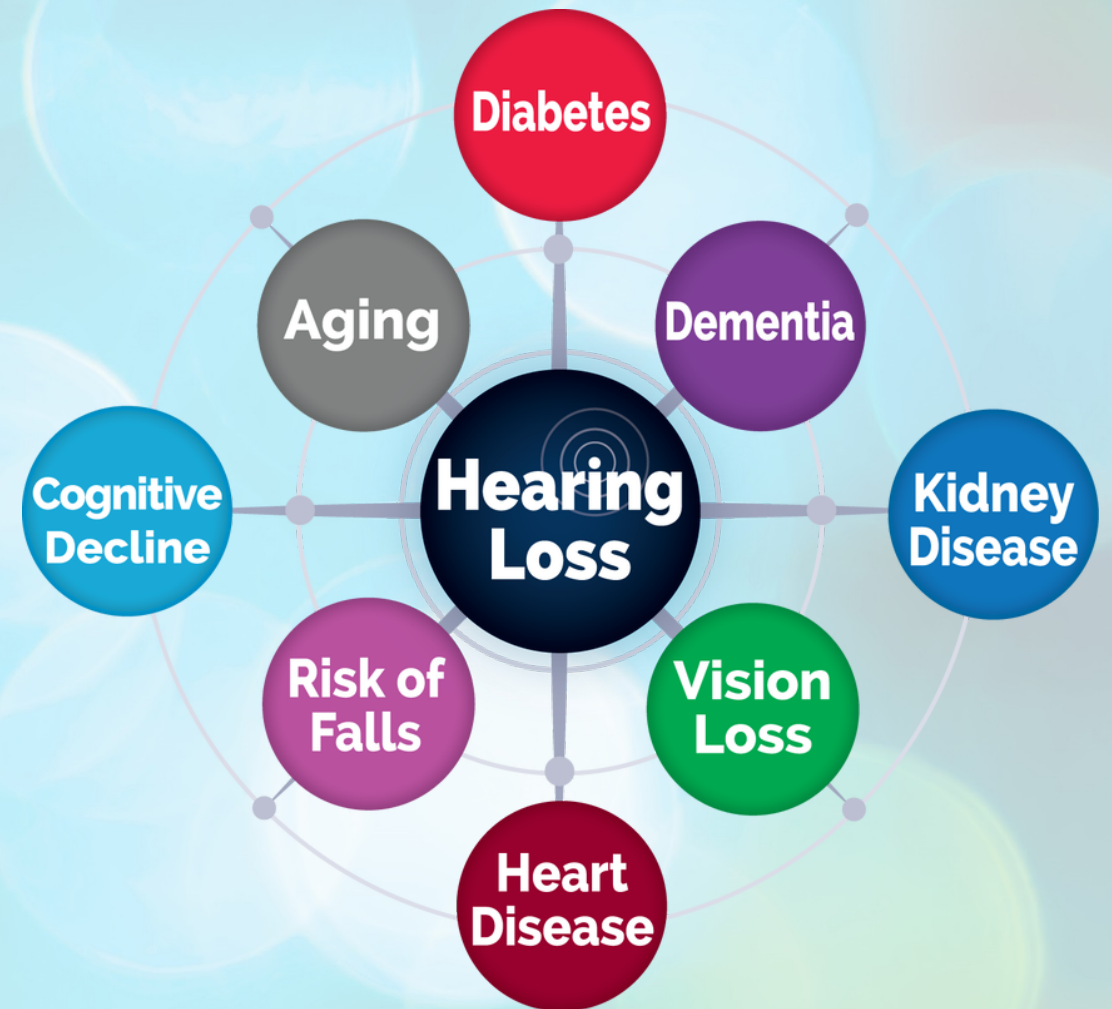 Diabetes
Aging
Dementia
Cognitive
Decline
Hearing
Loss
Kidney
Disease
Risk of
Falls
Vision
Loss
Heart
Disease